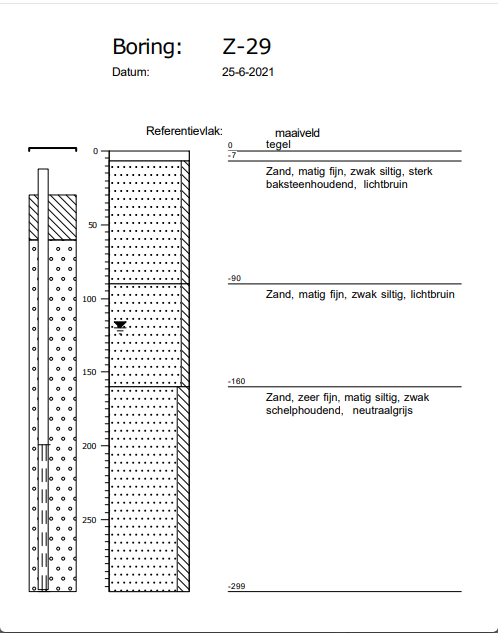 Boring: Z-29
Datum: 25-6-2021
Referentievlak: maaiveld
0
tegel
-7
Zand, matig fijn, zwak siltig, sterk
baksteenhoudend, lichtbruin
-90
Zand, matig fijn, zwak siltig, lichtbruin
-160
Zand, zeer fijn, matig siltig, zwak
schelphoudend, neutraalgrijs
-299
0
50
100
150
200
250